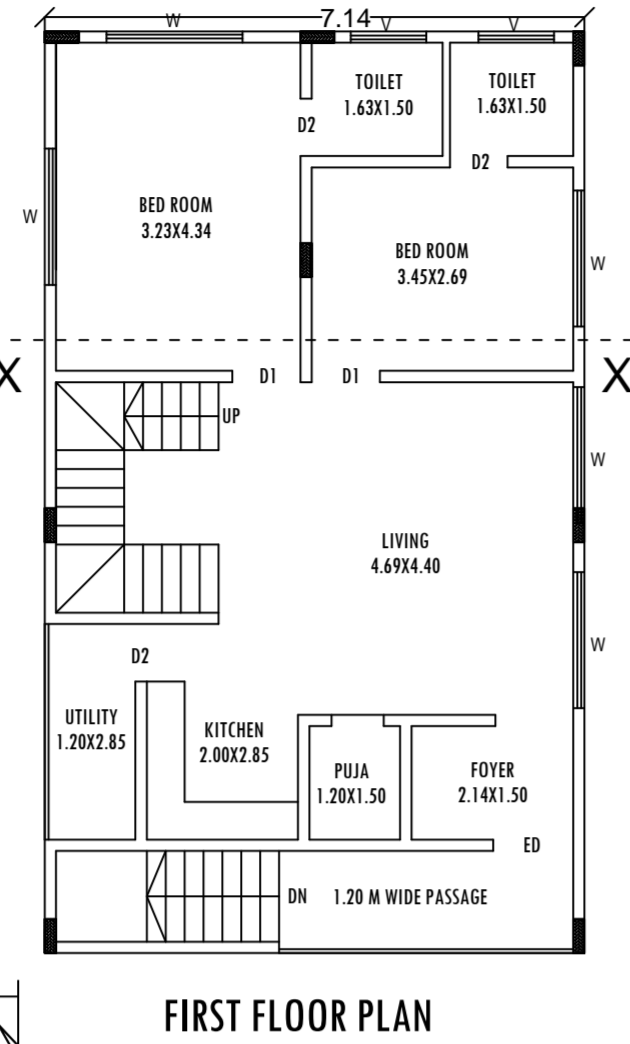 7.14
W
V
V
TOILET
1.63X1.50
TOILET
1.63X1.50
D2
D2
BED ROOM
3.23X4.34
W
BED ROOM
3.45X2.69
W
X
X
D1
D1
UP
W
LIVING
4.69X4.40
W
D2
UTILITY
1.20X2.85
KITCHEN
2.00X2.85
PUJA
1.20X1.50
FOYER
2.14X1.50
ED
DN
1.20 M WIDE PASSAGE
FIRST FLOOR PLAN